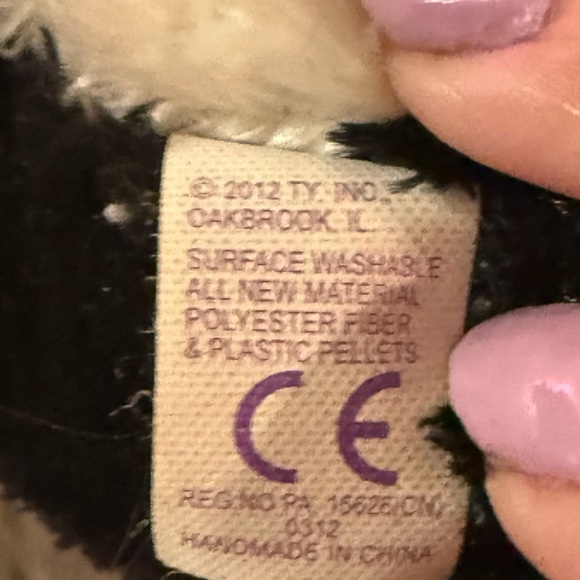 © 2012 TY. INC.
OAKBROOK, IL.
SURFACE WASHABLE
ALL NEW MATERIAL
POLYESTER FIBER
& PLASTIC PELLETS
CE
REG.NO PA. 15626(CN)
0312
HANDMADE IN CHINA